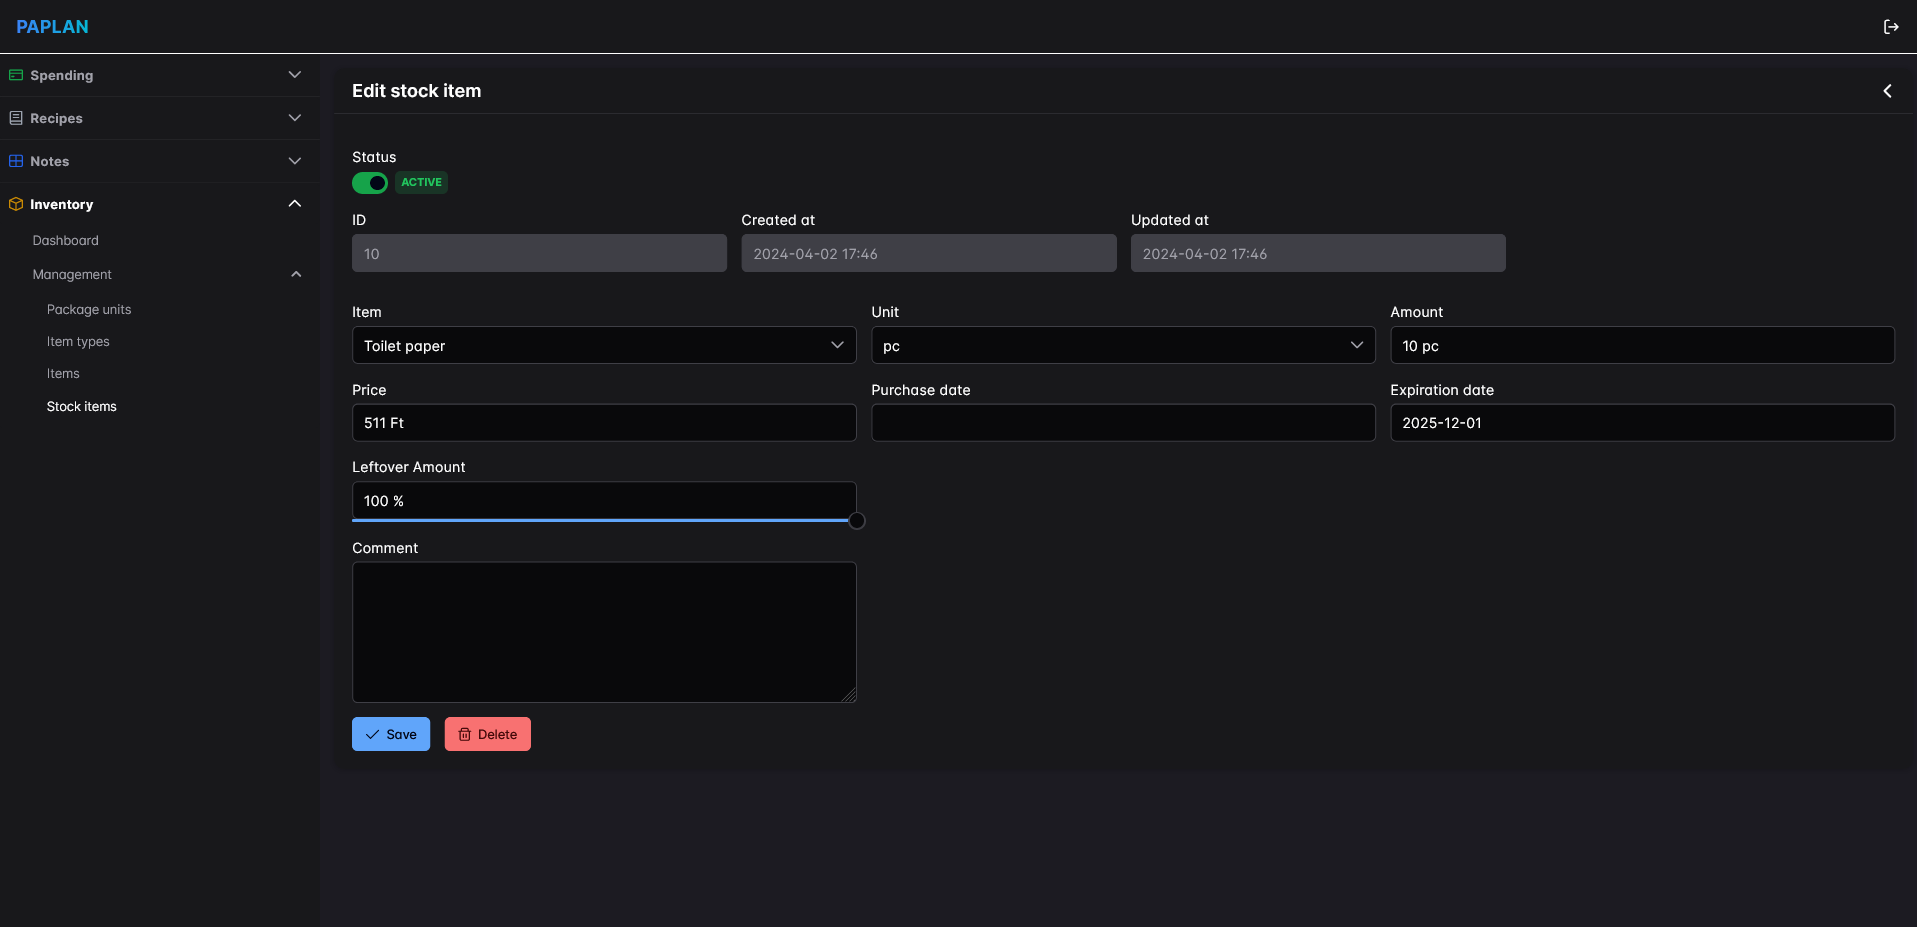 PAPLAN
Spending
Recipes
Notes
Inventory
Dashboard
Management
Package units
Item types
Items
Stock items
Edit stock item
Status
ACTIVE
ID Created at Updated at
10 2024-04-02 17:46 2024-04-02 17:46
Item Unit Amount
Toilet paper pc 10 pc
Price Purchase date Expiration date
511 Ft 2025-12-01
Leftover Amount
100 %
Comment
Save Delete